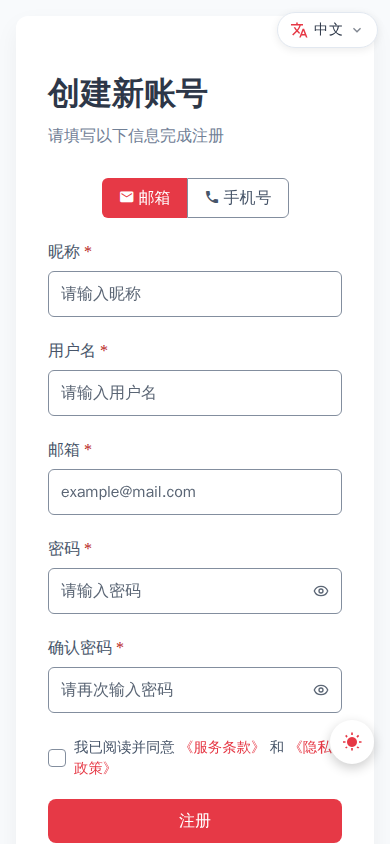 中文
创建新账号
请填写以下信息完成注册
邮箱 手机号
昵称 *
请输入昵称
用户名 *
请输入用户名
邮箱 *
example@mail.com
密码 *
请输入密码
确认密码 *
请再次输入密码
我已阅读并同意 《服务条款》 和 《隐私
政策》
注册